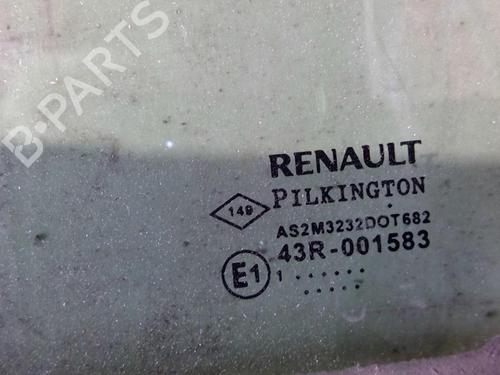 B-PARTS
RENAULT
PILKINGTON
149
AS2M3232DOT682
43R-001583
E1
1 ......
.....